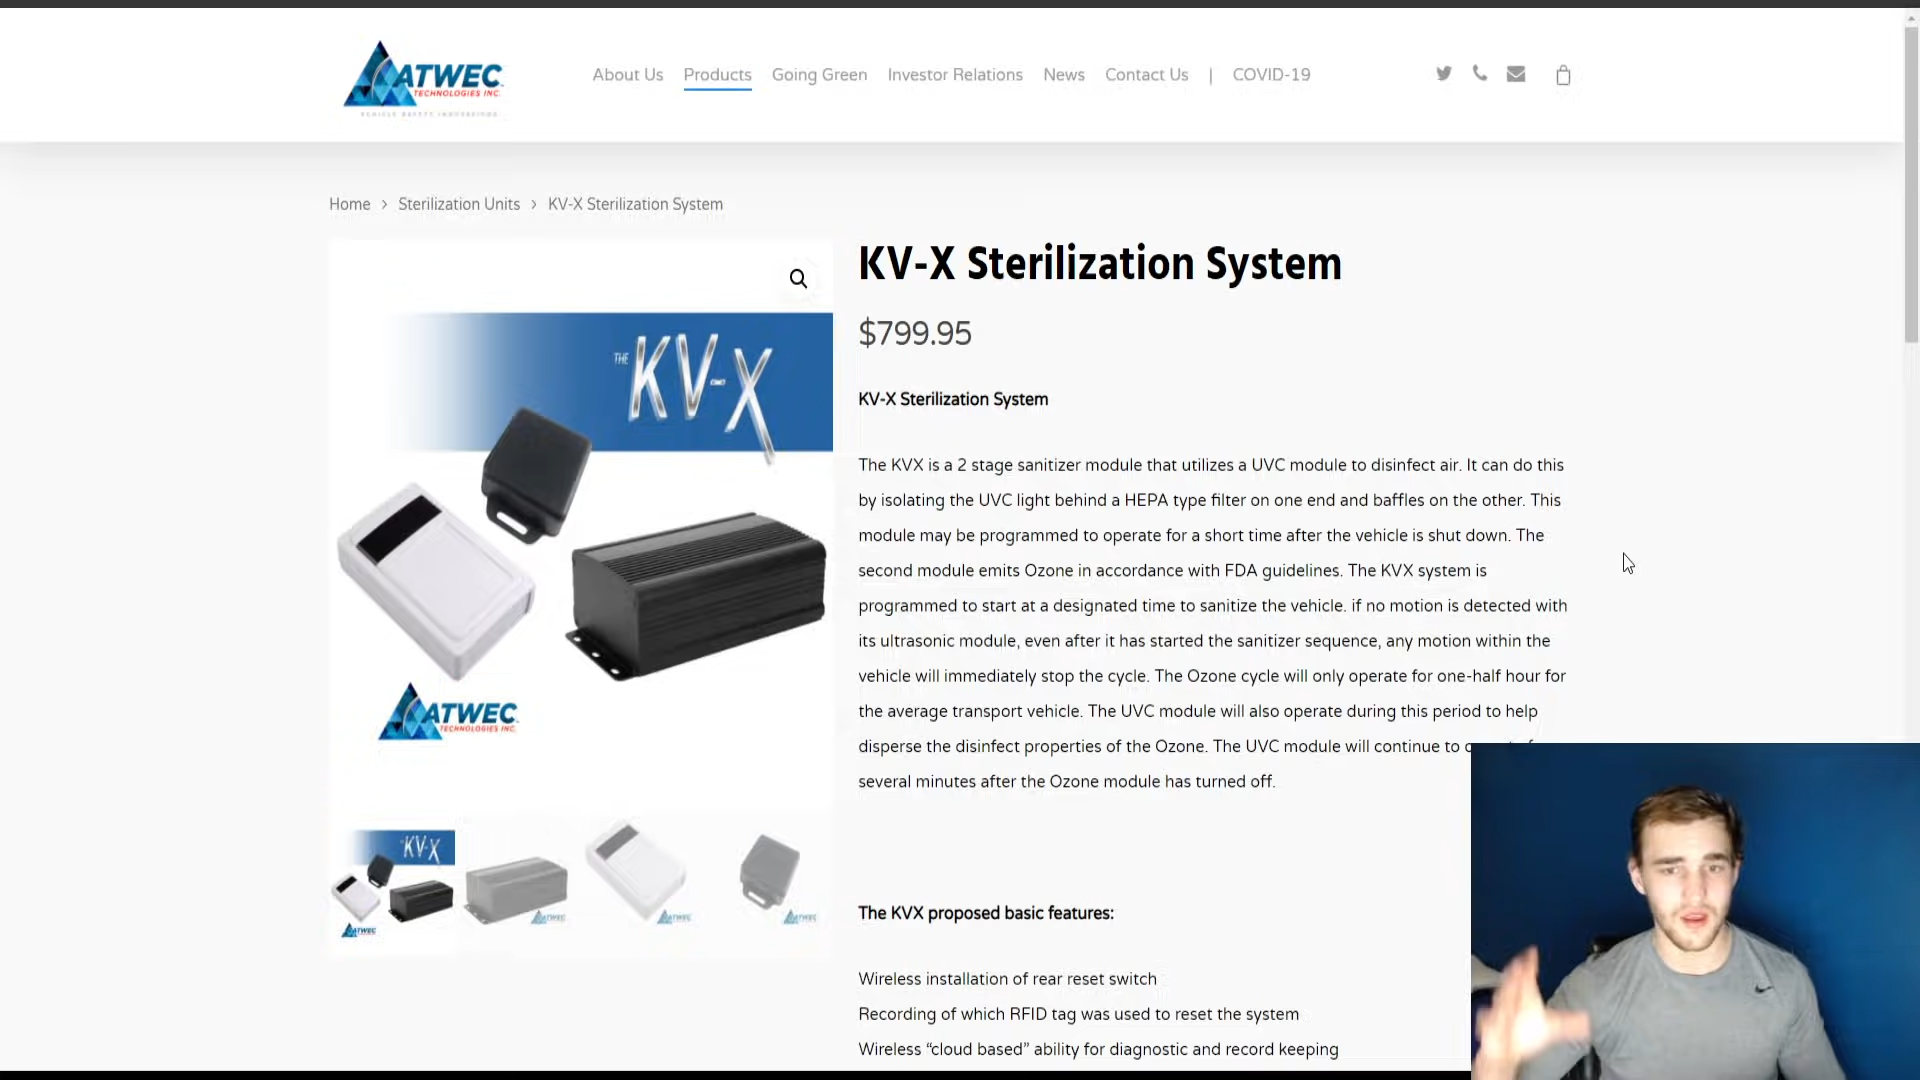 ATWEC
TECHNOLOGIES INC.
VEHICLE SAFETY INNOVATIONS
About Us Products Going Green Investor Relations News Contact Us | COVID-19
Home > Sterilization Units > KV-X Sterilization System
KV-X Sterilization System
$799.95
THE KV-X
ATWEC
TECHNOLOGIES INC.
KV-X
ATWEC
ATWEC
ATWEC
ATWEC
KV-X Sterilization System
The KVX is a 2 stage sanitizer module that utilizes a UVC module to disinfect air. It can do this
by isolating the UVC light behind a HEPA type filter on one end and baffles on the other. This
module may be programmed to operate for a short time after the vehicle is shut down. The
second module emits Ozone in accordance with FDA guidelines. The KVX system is
programmed to start at a designated time to sanitize the vehicle. if no motion is detected with
its ultrasonic module, even after it has started the sanitizer sequence, any motion within the
vehicle will immediately stop the cycle. The Ozone cycle will only operate for one-half hour for
the average transport vehicle. The UVC module will also operate during this period to help
disperse the disinfect properties of the Ozone. The UVC module will continue to
several minutes after the Ozone module has turned off.
The KVX proposed basic features:
Wireless installation of rear reset switch
Recording of which RFID tag was used to reset the system
Wireless “cloud based” ability for diagnostic and record keeping